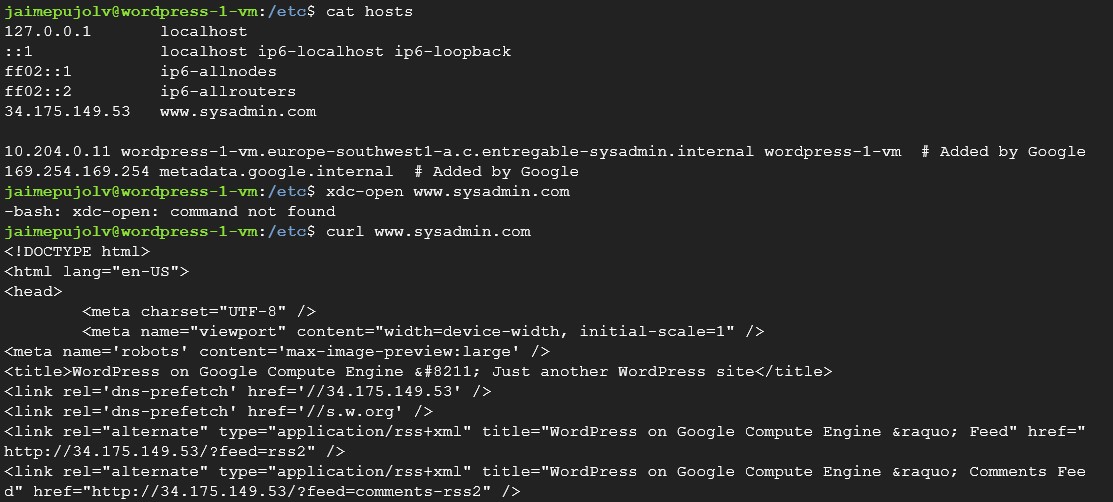 jaimepujolv@wordpress-1-vm:/etc$ cat hosts
127.0.0.1       localhost
::1             localhost ip6-localhost ip6-loopback
ff02::1         ip6-allnodes
ff02::2         ip6-allrouters
34.175.149.53   www.sysadmin.com
10.204.0.11 wordpress-1-vm.europe-southwest1-a.c.entregable-sysadmin.internal wordpress-1-vm  # Added by Google
169.254.169.254 metadata.google.internal  # Added by Google
jaimepujolv@wordpress-1-vm:/etc$ xdc-open www.sysadmin.com
-bash: xdc-open: command not found
jaimepujolv@wordpress-1-vm:/etc$ curl www.sysadmin.com
<!DOCTYPE html>
<html lang="en-US">
<head>
        <meta charset="UTF-8" />
        <meta name="viewport" content="width=device-width, initial-scale=1" />
<meta name='robots' content='max-image-preview:large' />
<title>WordPress on Google Compute Engine &#8211; Just another WordPress site</title>
<link rel='dns-prefetch' href='//34.175.149.53' />
<link rel='dns-prefetch' href='//s.w.org' />
<link rel="alternate" type="application/rss+xml" title="WordPress on Google Compute Engine &raquo; Feed" href="
http://34.175.149.53/?feed=rss2" />
<link rel="alternate" type="application/rss+xml" title="WordPress on Google Compute Engine &raquo; Comments Fee
d" href="http://34.175.149.53/?feed=comments-rss2" />